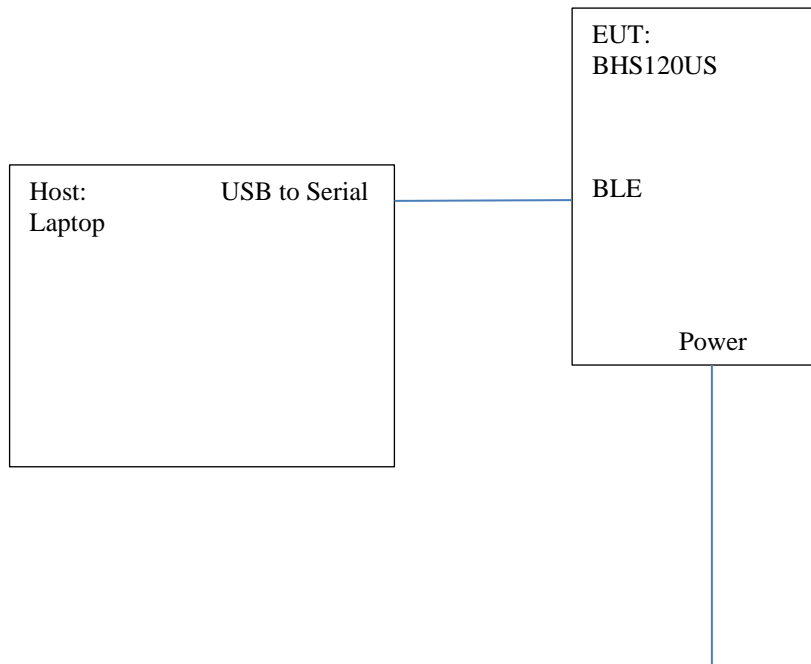 EUT:
BHS120US
Host:
Laptop
USB to Serial
BLE
Power